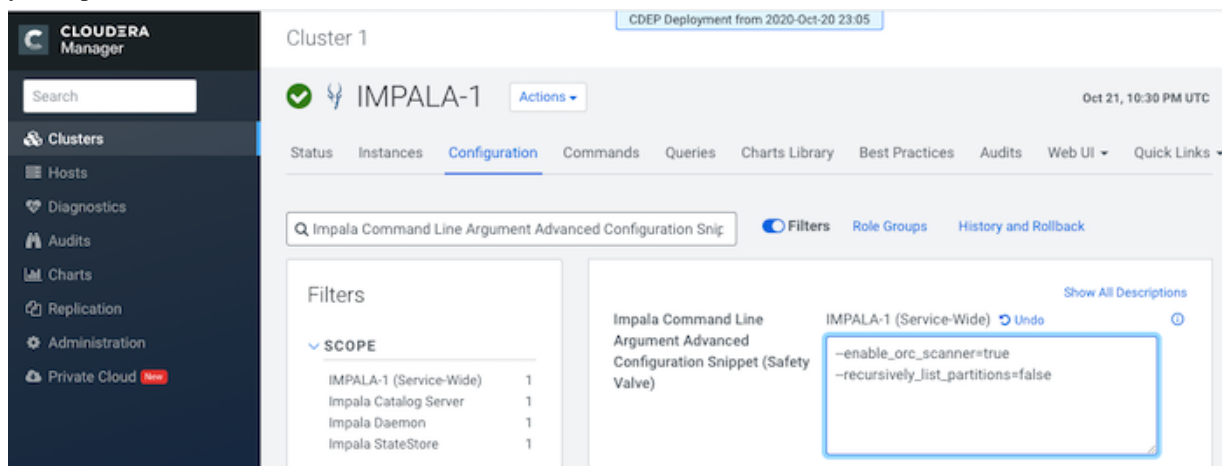 CDEP Deployment from 2020-Oct-20 23:05
CLOUDERA
Manager
Cluster 1
Search
IMPALA-1
Actions
Oct 21, 10:30 PM UTC
Clusters
Hosts
Diagnostics
Audits
Charts
Replication
Administration
Private Cloud New
Status Instances Configuration Commands Queries Charts Library Best Practices Audits Web UI Quick Links
Impala Command Line Argument Advanced Configuration Snip
Filters Role Groups History and Rollback
Filters
SCOPE
IMPALA-1 (Service-Wide) 1
Impala Catalog Server 1
Impala Daemon 1
Impala StateStore 1
Show All Descriptions
Impala Command Line
Argument Advanced
Configuration Snippet (Safety
Valve)
IMPALA-1 (Service-Wide) Undo
--enable_orc_scanner=true
--recursively_list_partitions=false